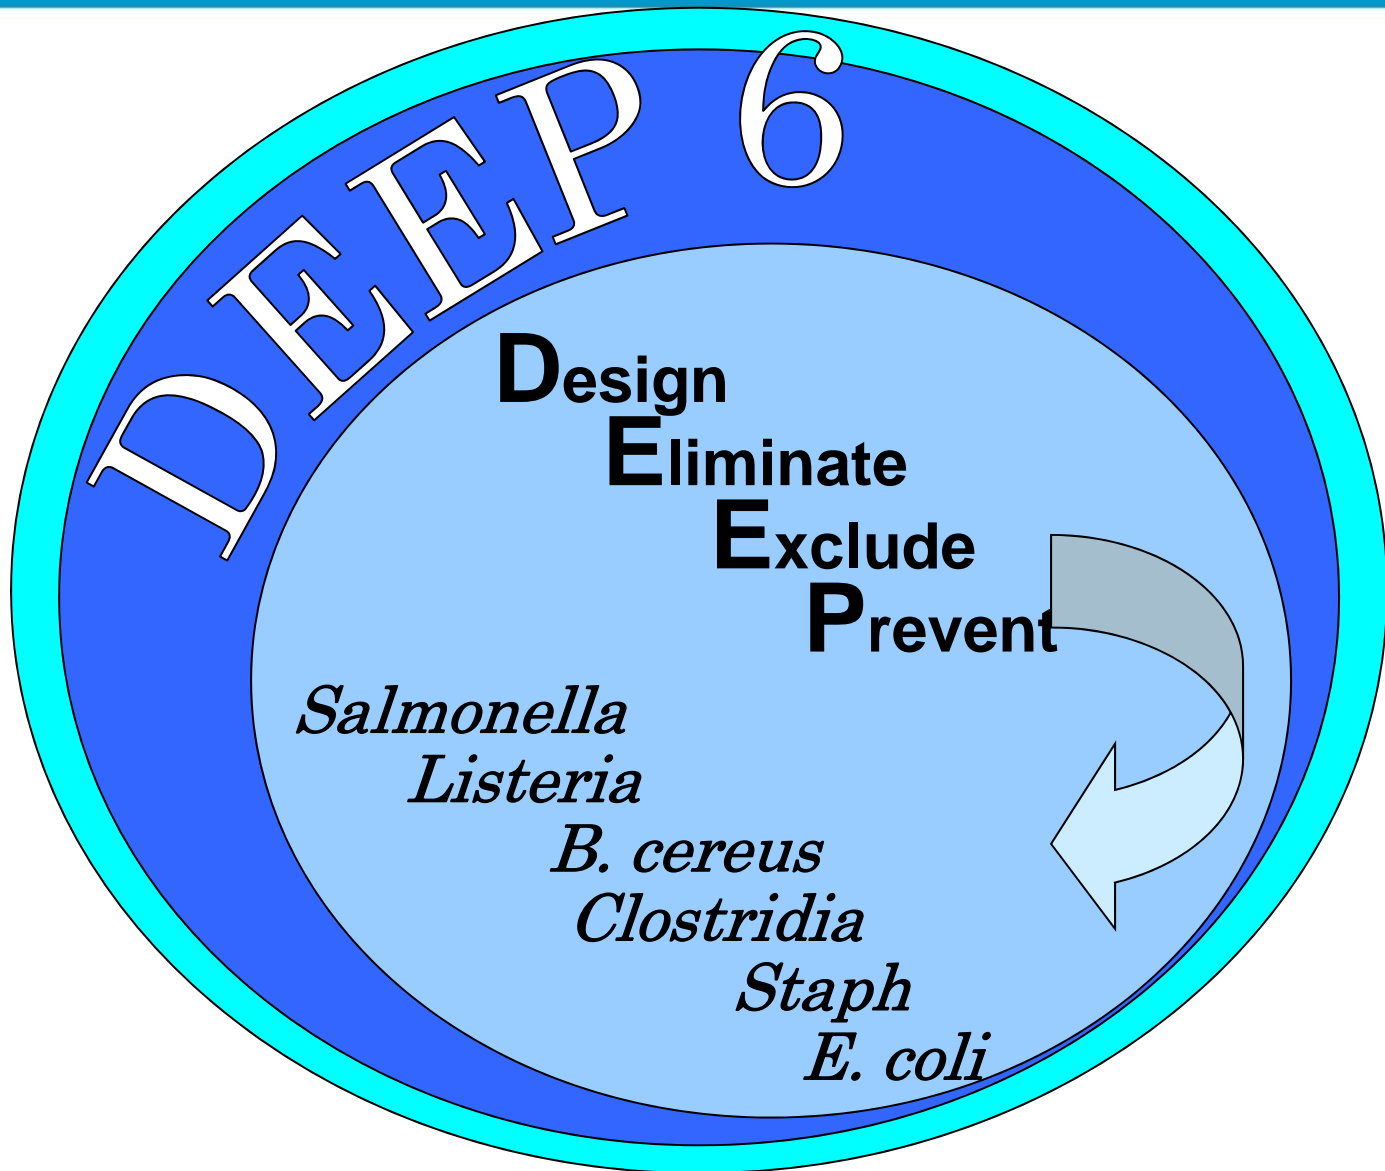 DEEP 6
Design
Eliminate
Exclude
Prevent
Salmonella
Listeria
B. cereus
Clostridia
Staph
E. coli